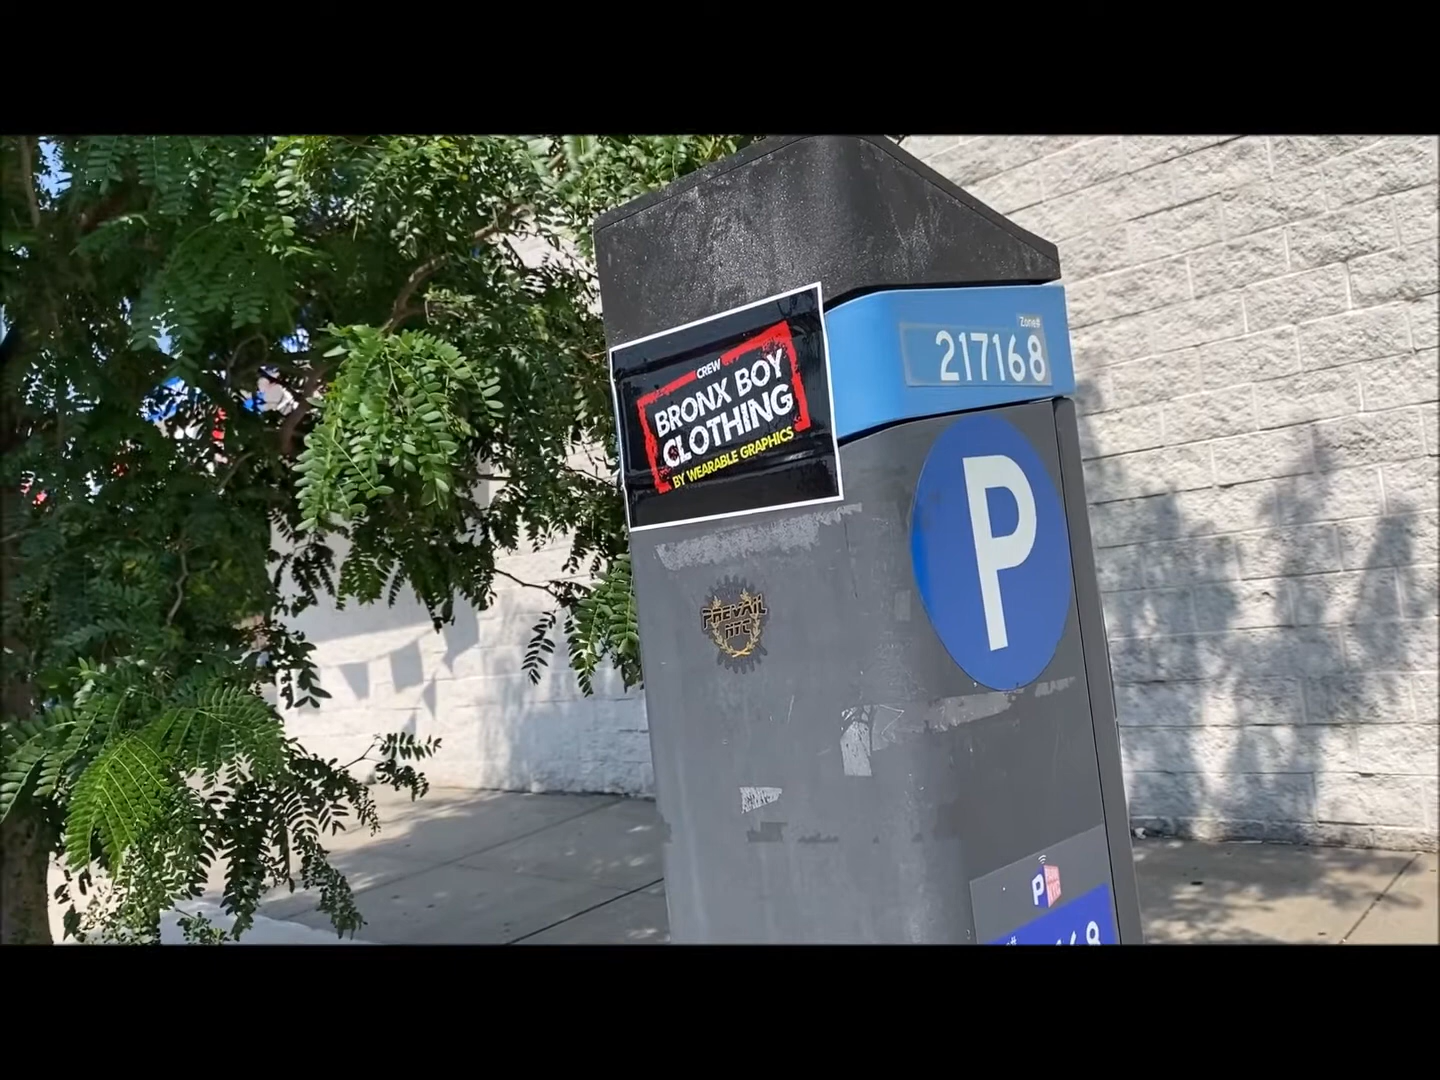 CREW
BRONX BOY
CLOTHING
BY WEARABLE GRAPHICS
Zone#
217168
P
PREVAIL
NYC
P